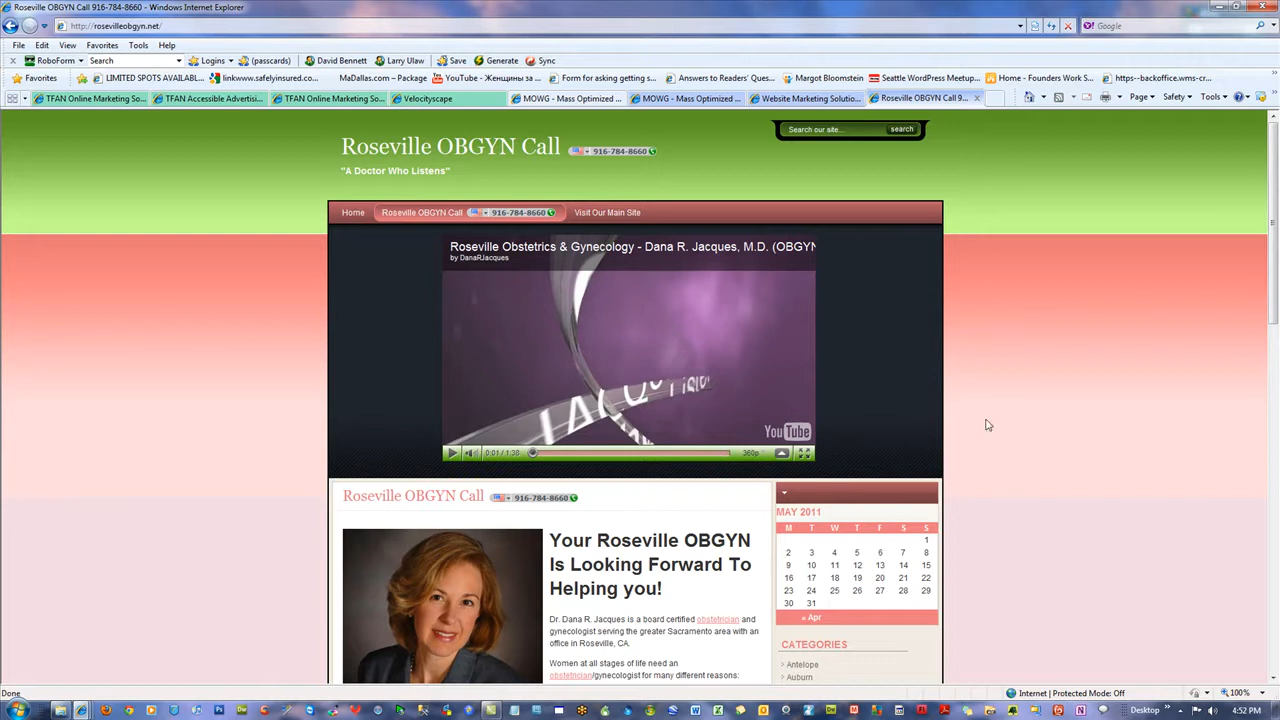 Roseville OBGYN Call 916-784-8660 - Windows Internet Explorer
http://rosevilleobgyn.net/
Google
File Edit View Favorites Tools Help
RoboForm Search Logins (passcards) David Bennett Larry Ulaw Save Generate Sync
Favorites LIMITED SPOTS AVAILABL... linkwww.safelyinsured.co... MaDallas.com – Package YouTube - Женщины за ... Form for asking getting s... Answers to Readers' Ques... Margot Bloomstein Seattle WordPress Meetup... Home - Founders Work S... https://backoffice.wms-cr...
TFAN Online Marketing So... TFAN Accessible Advertisi... TFAN Online Marketing So... Velocityscape MOWG - Mass Optimized ... MOWG - Mass Optimized ... Website Marketing Solutio... Roseville OBGYN Call 9... Page Safety Tools
Search our site... search
Roseville OBGYN Call 916-784-8660
"A Doctor Who Listens"
Home Roseville OBGYN Call 916-784-8660 Visit Our Main Site
Roseville Obstetrics & Gynecology - Dana R. Jacques, M.D. (OBGYN
by DanaRJacques
YouTube
0:01 / 1:36 360p
Roseville OBGYN Call 916-784-8660
Your Roseville OBGYN
Is Looking Forward To
Helping you!
Dr. Dana R. Jacques is a board certified obstetrician and
gynecologist serving the greater Sacramento area with an
office in Roseville, CA.
Women at all stages of life need an
obstetrician/gynecologist for many different reasons:
MAY 2011
M T W T F S S
1
2 3 4 5 6 7 8
9 10 11 12 13 14 15
16 17 18 19 20 21 22
23 24 25 26 27 28 29
30 31
« Apr
CATEGORIES
Antelope
Auburn
Done Internet | Protected Mode: Off 100%
Desktop 4:52 PM